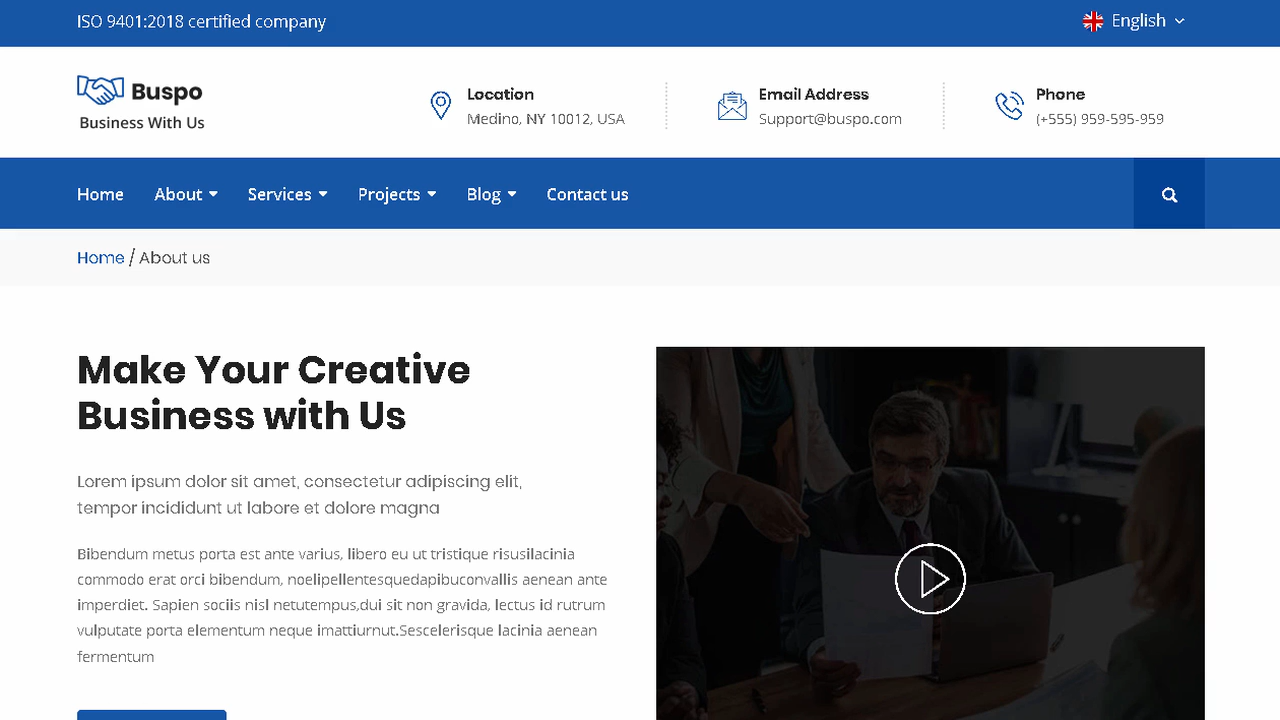 ISO 9401:2018 certified company
English
Buspo
Business With Us
Location
Medino, NY 10012, USA
Email Address
Support@buspo.com
Phone
(+555) 959-595-959
Home About Services Projects Blog Contact us
Home / About us
Make Your Creative
Business with Us
Lorem ipsum dolor sit amet, consectetur adipiscing elit,
tempor incididunt ut labore et dolore magna
Bibendum metus porta est ante varius, libero eu ut tristique risusilacinia
commodo erat orci bibendum, noelipellentesquedapibuconvallis aenean ante
imperdiet. Sapien sociis nisl netutempus,dui sit non gravida, lectus id rutrum
vulputate porta elementum neque imattiurnut.Sescelerisque lacinia aenean
fermentum